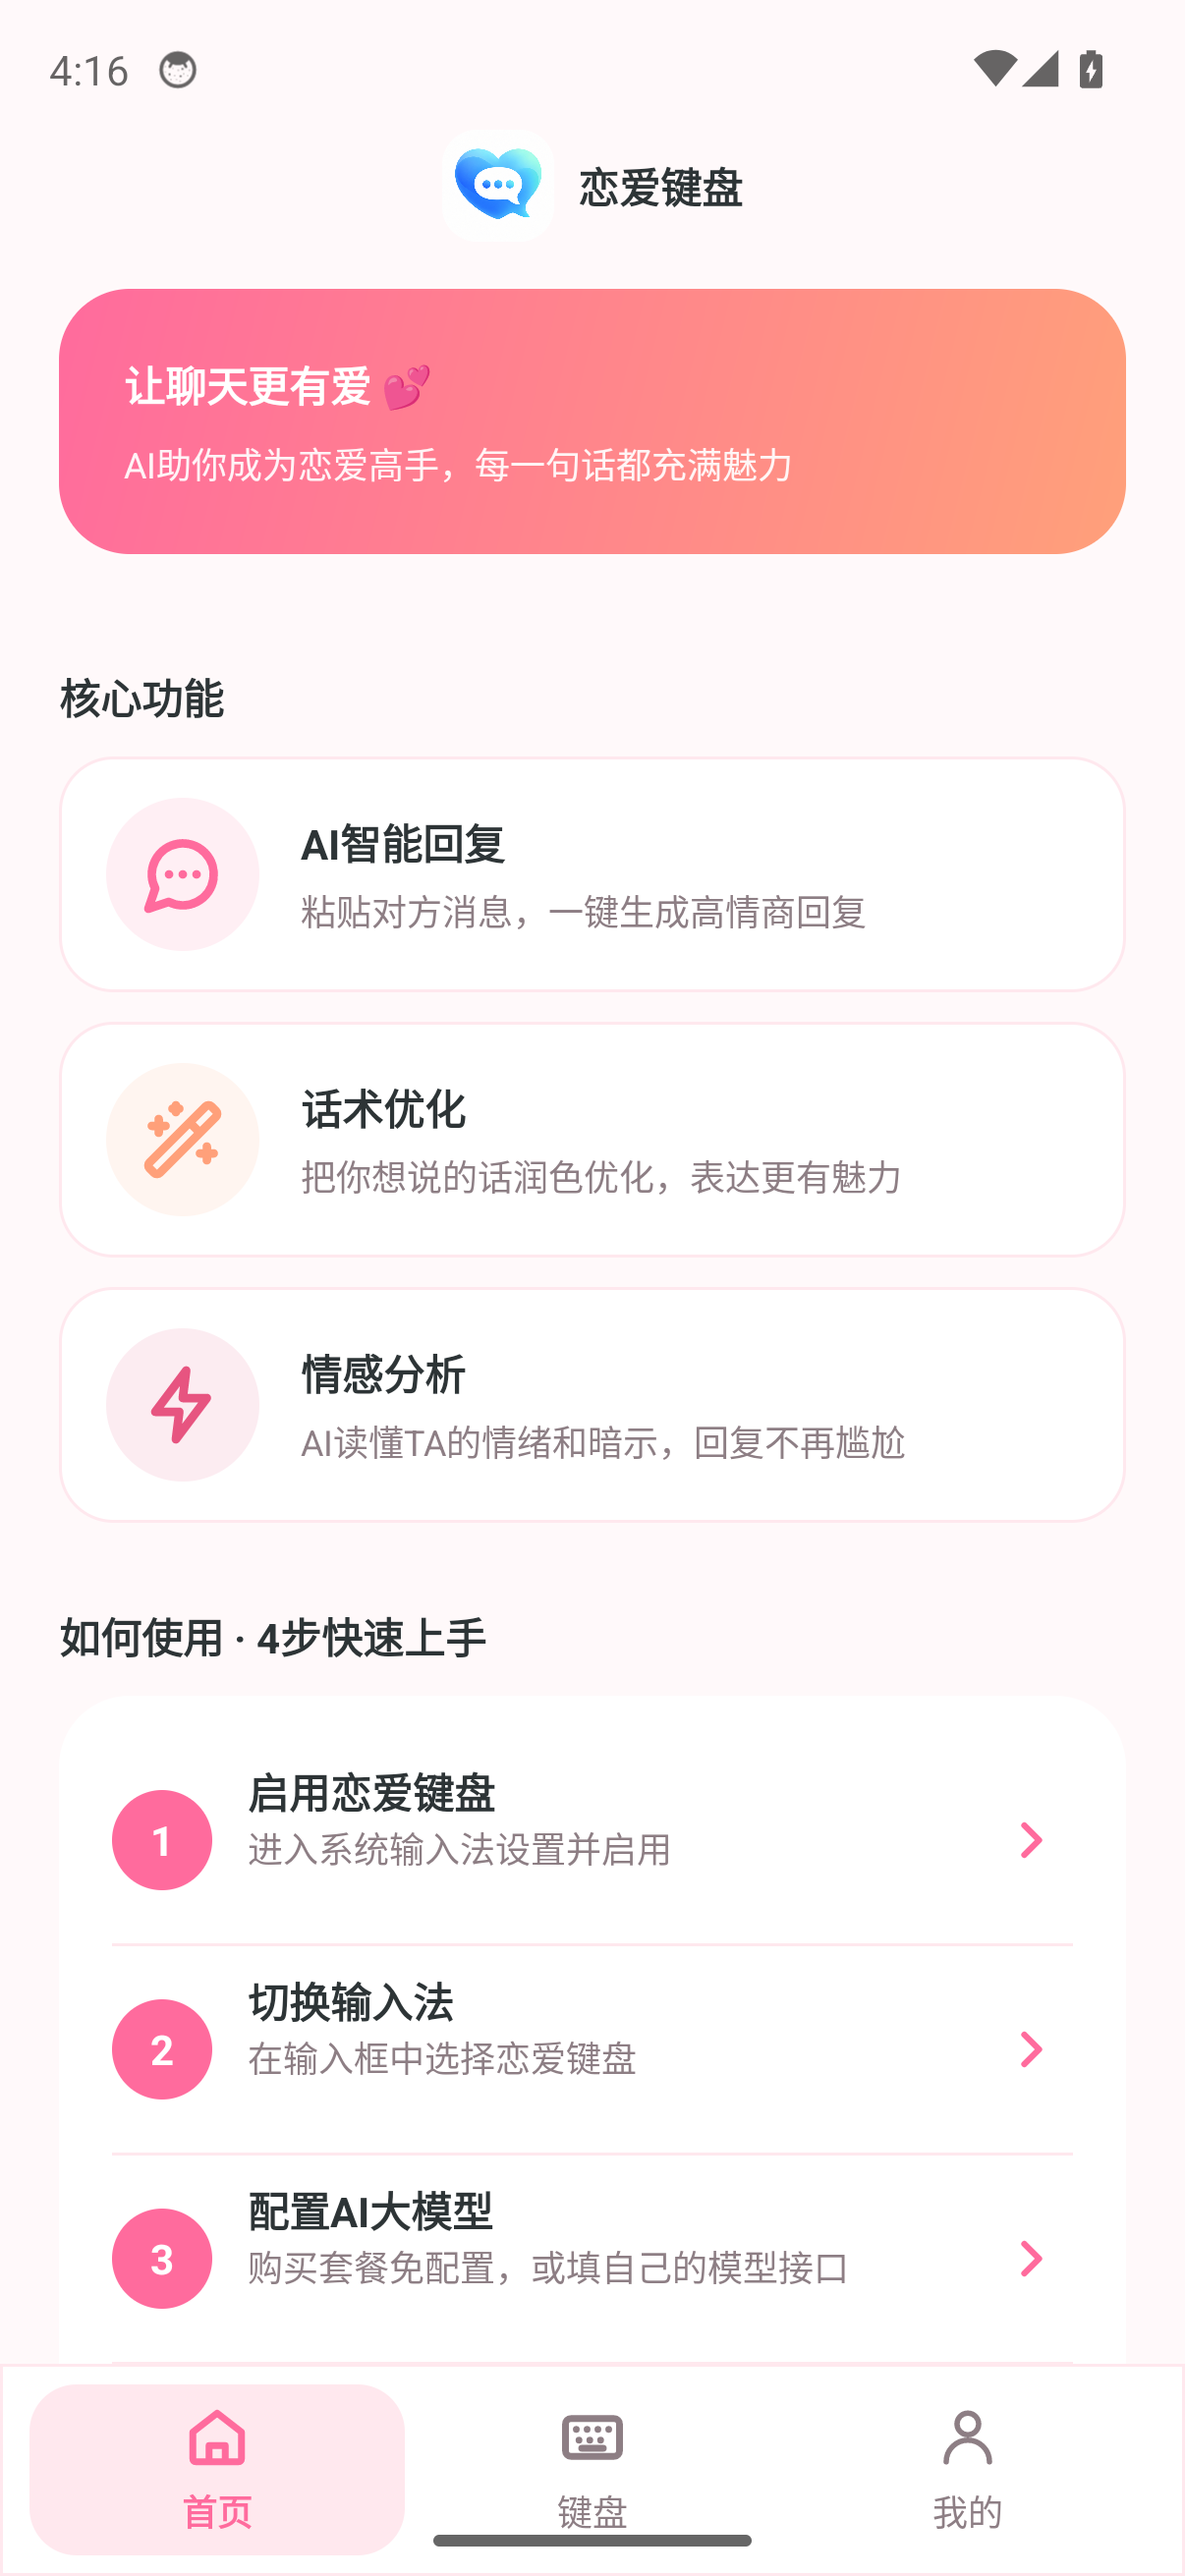 4:16
恋爱键盘
让聊天更有爱 💕
AI助你成为恋爱高手，每一句话都充满魅力
核心功能
AI智能回复
粘贴对方消息，一键生成高情商回复
话术优化
把你想说的话润色优化，表达更有魅力
情感分析
AI读懂TA的情绪和暗示，回复不再尴尬
如何使用 · 4步快速上手
1
启用恋爱键盘
进入系统输入法设置并启用
2
切换输入法
在输入框中选择恋爱键盘
3
配置AI大模型
购买套餐免配置，或填自己的模型接口
首页
键盘
我的